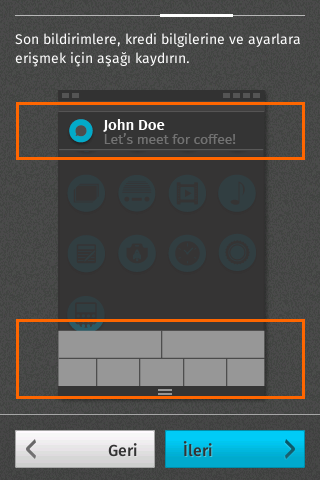 Son bildirimlere, kredi bilgilerine ve ayarlara
erişmek için aşağı kaydırın.
John Doe
Let's meet for coffee!
Geri
İleri